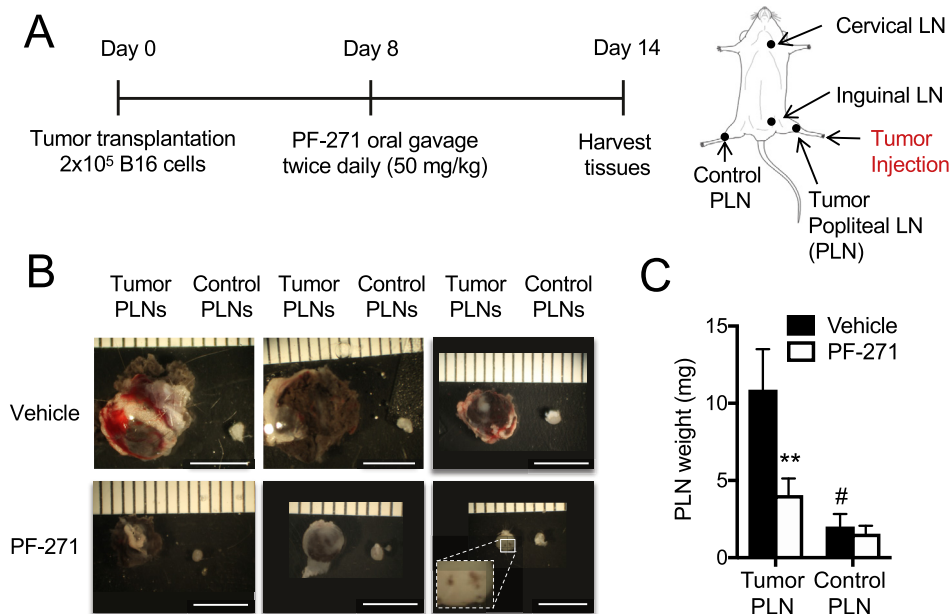 A
Day 0
Day 8
Day 14
Tumor transplantation
2x10⁵ B16 cells
PF-271 oral gavage
twice daily (50 mg/kg)
Harvest
tissues
Cervical LN
Inguinal LN
Tumor
Injection
Control
PLN
Tumor
Popliteal LN
(PLN)
B
Tumor
PLNs
Control
PLNs
Tumor
PLNs
Control
PLNs
Tumor
PLNs
Control
PLNs
Vehicle
PF-271
C
Vehicle
PF-271
PLN weight (mg)
15
10
5
0
**
#
Tumor
PLN
Control
PLN